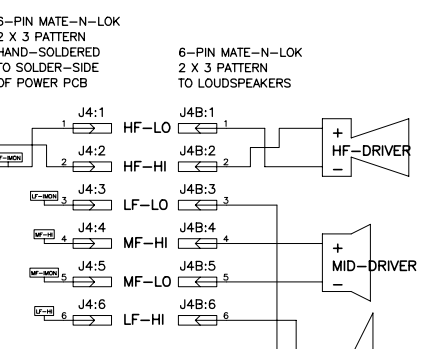 6-PIN MATE-N-LOK
2 X 3 PATTERN
HAND-SOLDERED
TO SOLDER-SIDE
OF POWER PCB
6-PIN MATE-N-LOK
2 X 3 PATTERN
TO LOUDSPEAKERS
J4:1 J4B:1
1 HF-LO 1
+
HF-DRIVER
-
J4:2 J4B:2
F-IMON 2 HF-HI 2
J4:3 J4B:3
LF-IMON 3 LF-LO 3
J4:4 J4B:4
MF-HI 4 MF-HI 4
+
MID-DRIVER
-
J4:5 J4B:5
MF-IMON 5 MF-LO 5
J4:6 J4B:6
LF-HI 6 LF-HI 6